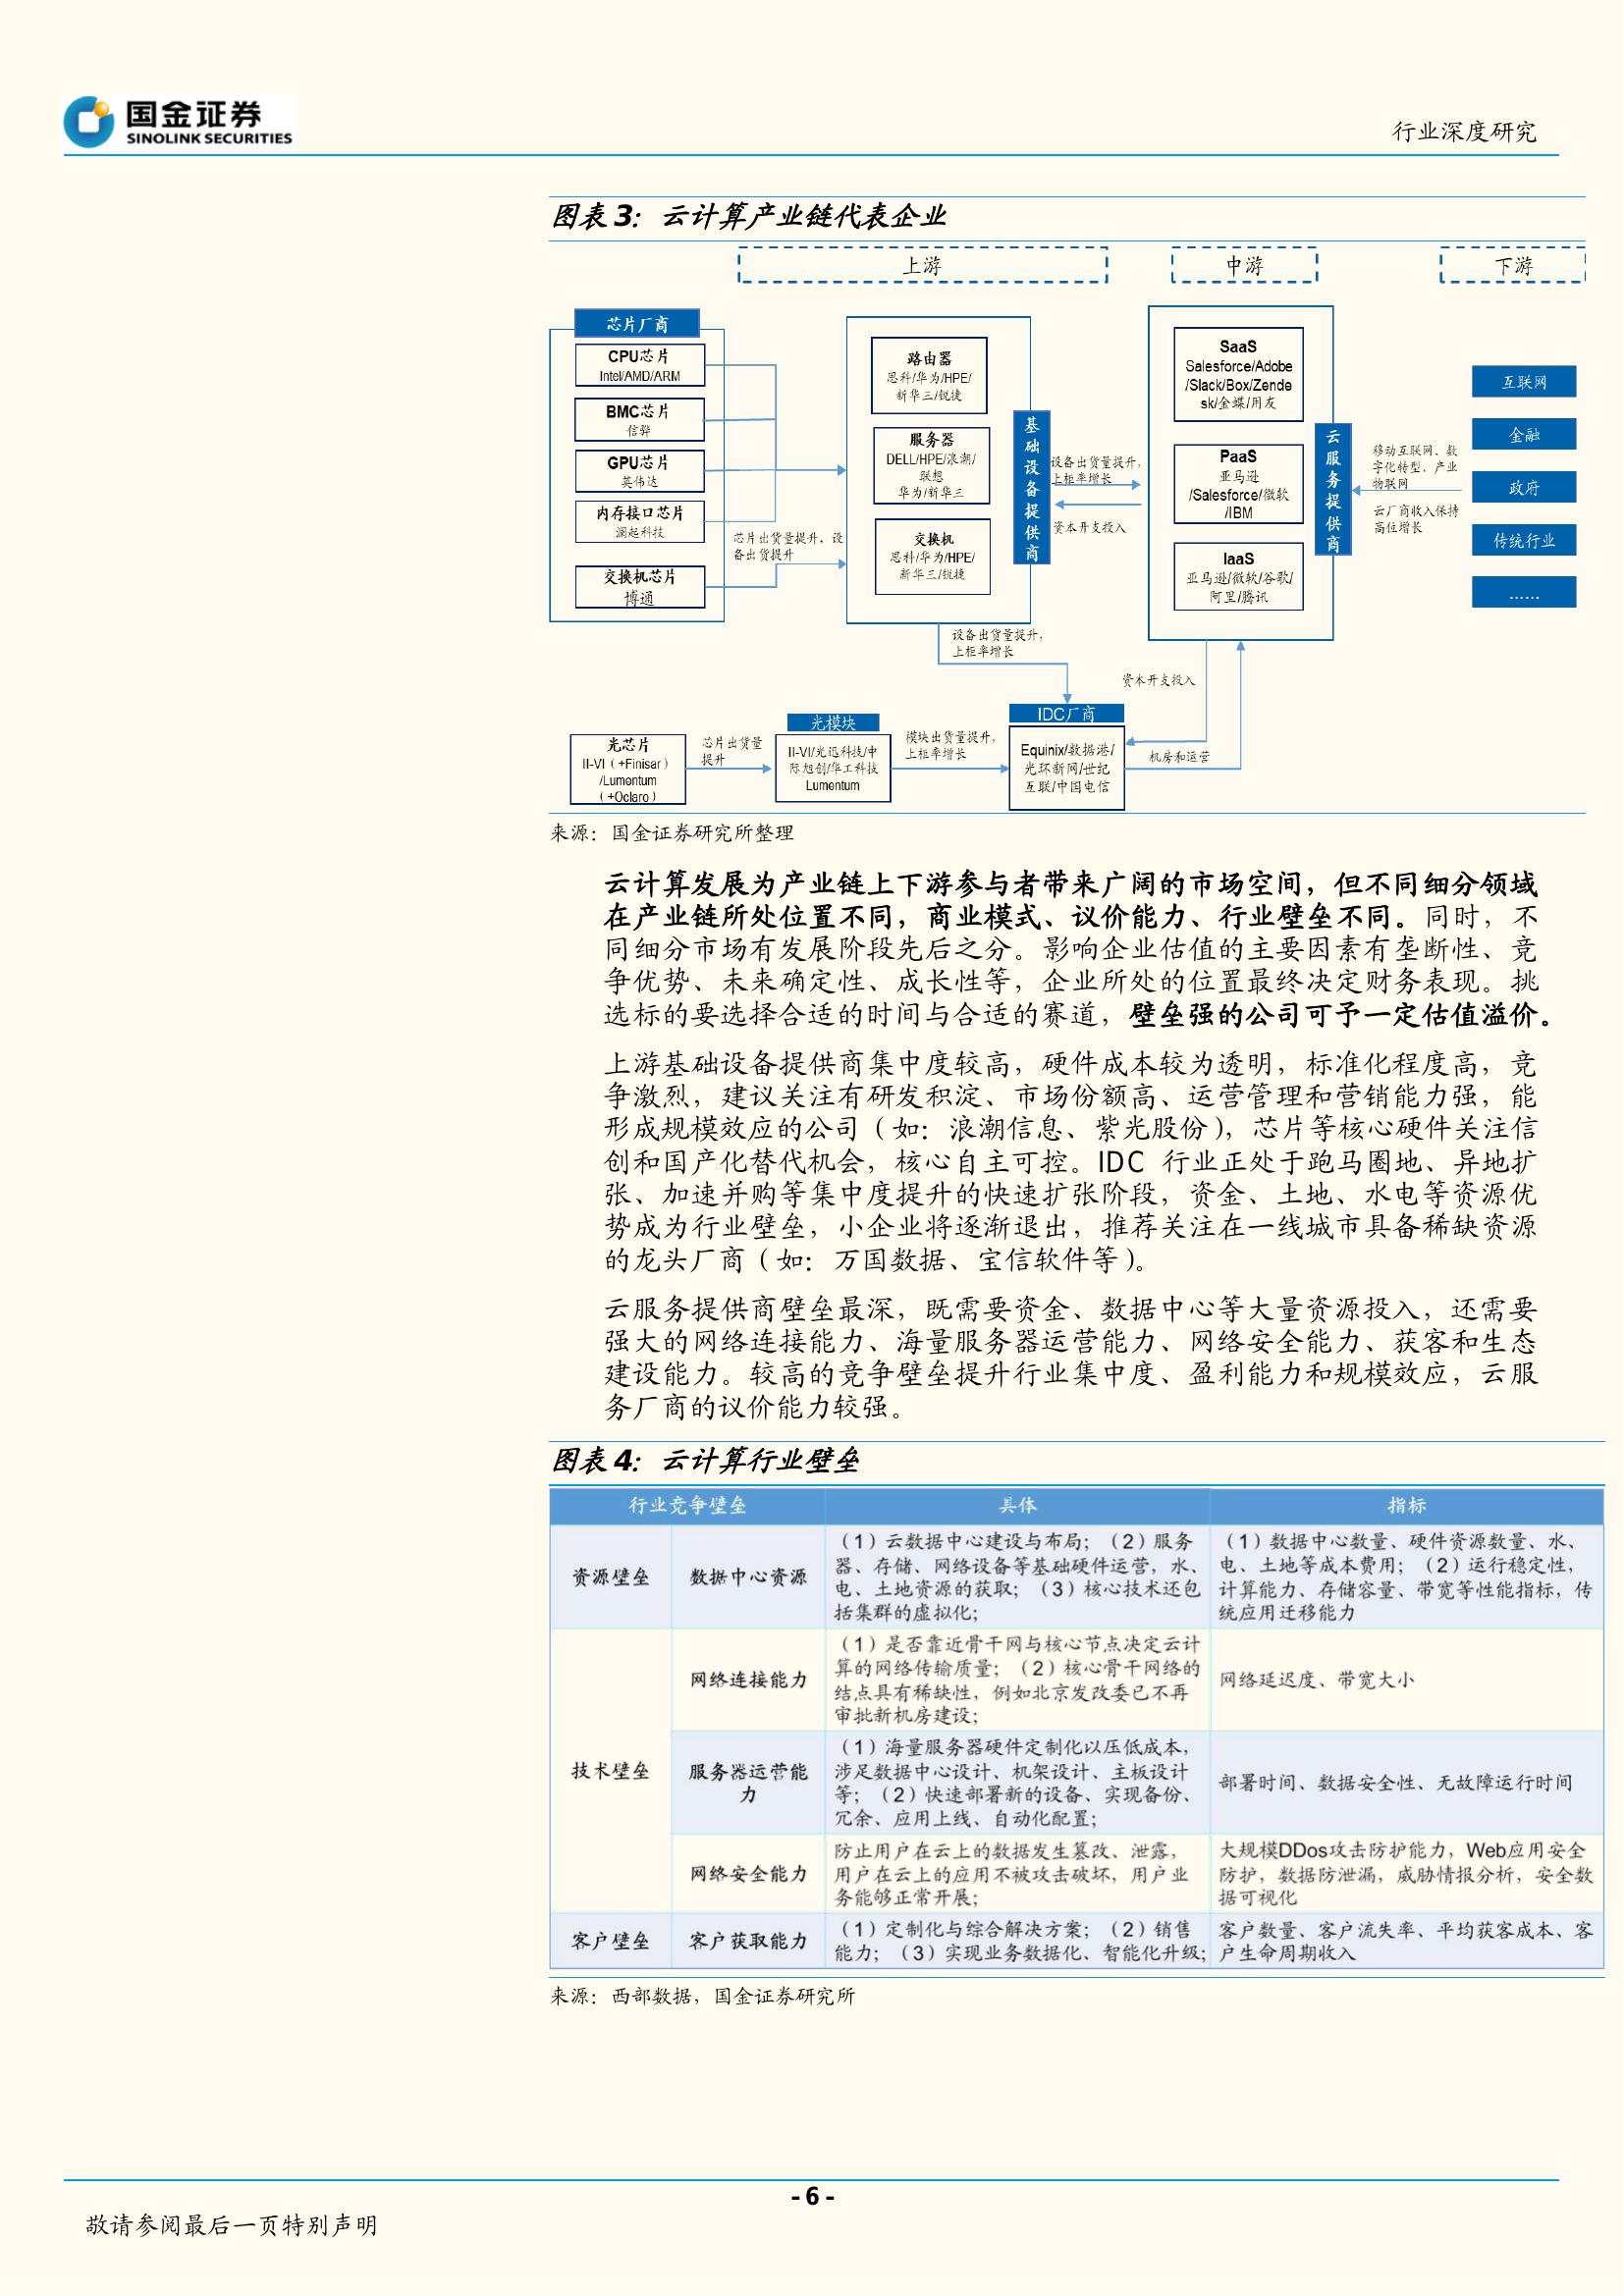 国金证券
SINOLINK SECURITIES
行业深度研究
图表3：云计算产业链代表企业
上游
中游
下游
芯片厂商
CPU芯片
Intel/AMD/ARM
BMC芯片
信骅
GPU芯片
英伟达
内存接口芯片
澜起科技
交换机芯片
博通
芯片出货量提升，设
备出货提升
路由器
思科/华为/HPE/
新华三/锐捷
服务器
DELL/HPE/浪潮/
联想
华为/新华三
交换机
思科/华为/HPE/
新华三/锐捷
基础设备提供商
设备出货量提升，
上柜率增长
资本开支投入
SaaS
Salesforce/Adobe
/Slack/Box/Zende
sk/金蝶/用友
PaaS
亚马逊
/Salesforce/微软
/IBM
IaaS
亚马逊/微软/谷歌/
阿里/腾讯
云服务提供商
移动互联网、数
字化转型、产业
物联网
云厂商收入保持
高位增长
互联网
金融
政府
传统行业
……
设备出货量提升，
上柜率增长
资本开支投入
光芯片
II-VI（+Finisar）
/Lumentum
（+Oclaro）
芯片出货量
提升
光模块
II-VI/光迅科技/中
际旭创/华工科技
Lumentum
模块出货量提升，
上柜率增长
IDC厂商
Equinix/数据港/
光环新网/世纪
互联/中国电信
机房和运营
来源：国金证券研究所整理
云计算发展为产业链上下游参与者带来广阔的市场空间，但不同细分领域
在产业链所处位置不同，商业模式、议价能力、行业壁垒不同。同时，不
同细分市场有发展阶段先后之分。影响企业估值的主要因素有垄断性、竞
争优势、未来确定性、成长性等，企业所处的位置最终决定财务表现。挑
选标的要选择合适的时间与合适的赛道，壁垒强的公司可予一定估值溢价。
上游基础设备提供商集中度较高，硬件成本较为透明，标准化程度高，竞
争激烈，建议关注有研发积淀、市场份额高、运营管理和营销能力强，能
形成规模效应的公司（如：浪潮信息、紫光股份），芯片等核心硬件关注信
创和国产化替代机会，核心自主可控。IDC 行业正处于跑马圈地、异地扩
张、加速并购等集中度提升的快速扩张阶段，资金、土地、水电等资源优
势成为行业壁垒，小企业将逐渐退出，推荐关注在一线城市具备稀缺资源
的龙头厂商（如：万国数据、宝信软件等）。
云服务提供商壁垒最深，既需要资金、数据中心等大量资源投入，还需要
强大的网络连接能力、海量服务器运营能力、网络安全能力、获客和生态
建设能力。较高的竞争壁垒提升行业集中度、盈利能力和规模效应，云服
务厂商的议价能力较强。
图表4：云计算行业壁垒
行业竞争壁垒 具体 指标
资源壁垒
数据中心资源
（1）云数据中心建设与布局；（2）服务
器、存储、网络设备等基础硬件运营，水、
电、土地资源的获取；（3）核心技术还包
括集群的虚拟化；
（1）数据中心数量、硬件资源数量、水、
电、土地等成本费用；（2）运行稳定性，
计算能力、存储容量、带宽等性能指标，传
统应用迁移能力
技术壁垒
网络连接能力
（1）是否靠近骨干网与核心节点决定云计
算的网络传输质量；（2）核心骨干网络的
结点具有稀缺性，例如北京发改委已不再
审批新机房建设；
网络延迟度、带宽大小
服务器运营能
力
（1）海量服务器硬件定制化以压低成本，
涉足数据中心设计、机架设计、主板设计
等；（2）快速部署新的设备、实现备份、
冗余、应用上线、自动化配置；
部署时间、数据安全性、无故障运行时间
网络安全能力
防止用户在云上的数据发生篡改、泄露，
用户在云上的应用不被攻击破坏，用户业
务能够正常开展；
大规模DDos攻击防护能力，Web应用安全
防护，数据防泄漏，威胁情报分析，安全数
据可视化
客户壁垒
客户获取能力
（1）定制化与综合解决方案；（2）销售
能力；（3）实现业务数据化、智能化升级；
客户数量、客户流失率、平均获客成本、客
户生命周期收入
来源：西部数据，国金证券研究所
- 6 -
敬请参阅最后一页特别声明